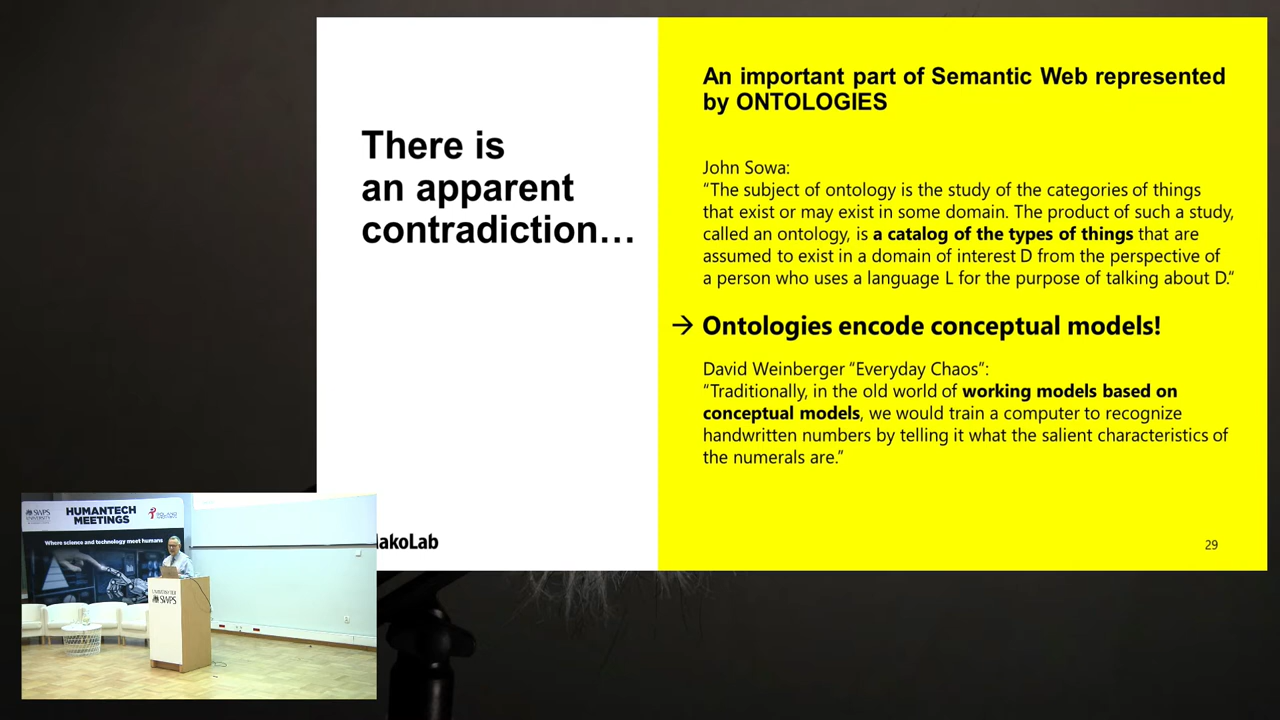 There is
an apparent
contradiction…
An important part of Semantic Web represented
by ONTOLOGIES
John Sowa:
“The subject of ontology is the study of the categories of things
that exist or may exist in some domain. The product of such a study,
called an ontology, is a catalog of the types of things that are
assumed to exist in a domain of interest D from the perspective of
a person who uses a language L for the purpose of talking about D.“
→ Ontologies encode conceptual models!
David Weinberger “Everyday Chaos”:
“Traditionally, in the old world of working models based on
conceptual models, we would train a computer to recognize
handwritten numbers by telling it what the salient characteristics of
the numerals are.”
akoLab
29
SWPS
UNIVERSITY
HUMANTECH
MEETINGS
POLAND
Where science and technology meet humans
UNIWERSYTET
SWPS